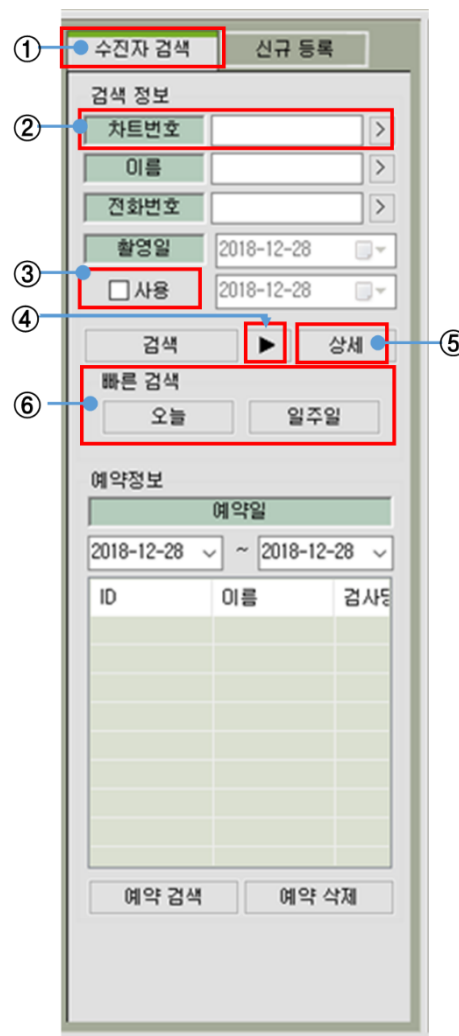 ① 수진자 검색 신규 등록
검색 정보
② 차트번호 >
이름 >
전화번호 >
촬영일 2018-12-28
③ 사용 2018-12-28
④
검색 ▶ 상세 ⑤
빠른 검색
⑥ 오늘 일주일
예약정보
예약일
2018-12-28 ~ 2018-12-28
ID 이름
예약 검색 예약 삭제